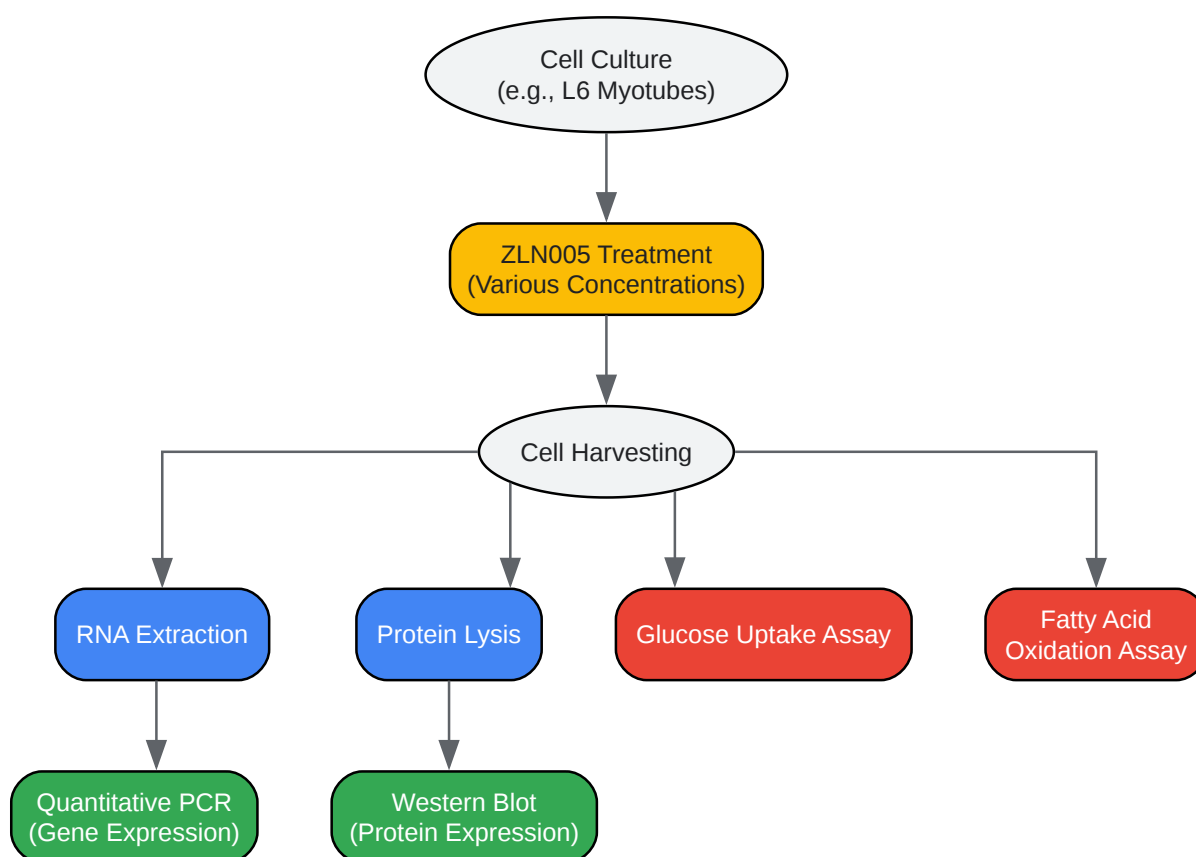 Cell Culture
(e.g., L6 Myotubes)
ZLN005 Treatment
(Various Concentrations)
Cell Harvesting
RNA Extraction
Protein Lysis
Glucose Uptake Assay
Fatty Acid
Oxidation Assay
Quantitative PCR
(Gene Expression)
Western Blot
(Protein Expression)